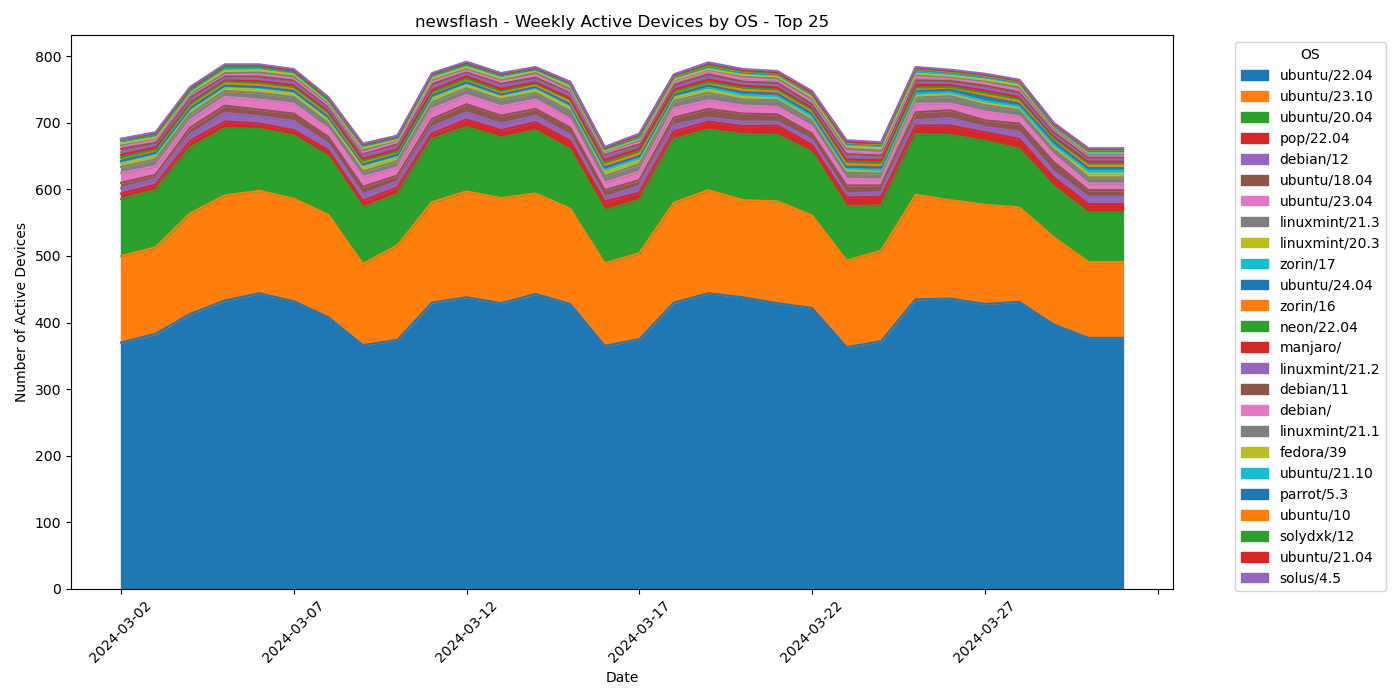 newsflash - Weekly Active Devices by OS - Top 25
800
700
600
500
400
300
200
100
0
Number of Active Devices
2024-03-02
2024-03-07
2024-03-12
2024-03-17
2024-03-22
2024-03-27
Date
OS
ubuntu/22.04
ubuntu/23.10
ubuntu/20.04
pop/22.04
debian/12
ubuntu/18.04
ubuntu/23.04
linuxmint/21.3
linuxmint/20.3
zorin/17
ubuntu/24.04
zorin/16
neon/22.04
manjaro/
linuxmint/21.2
debian/11
debian/
linuxmint/21.1
fedora/39
ubuntu/21.10
parrot/5.3
ubuntu/10
solydxk/12
ubuntu/21.04
solus/4.5